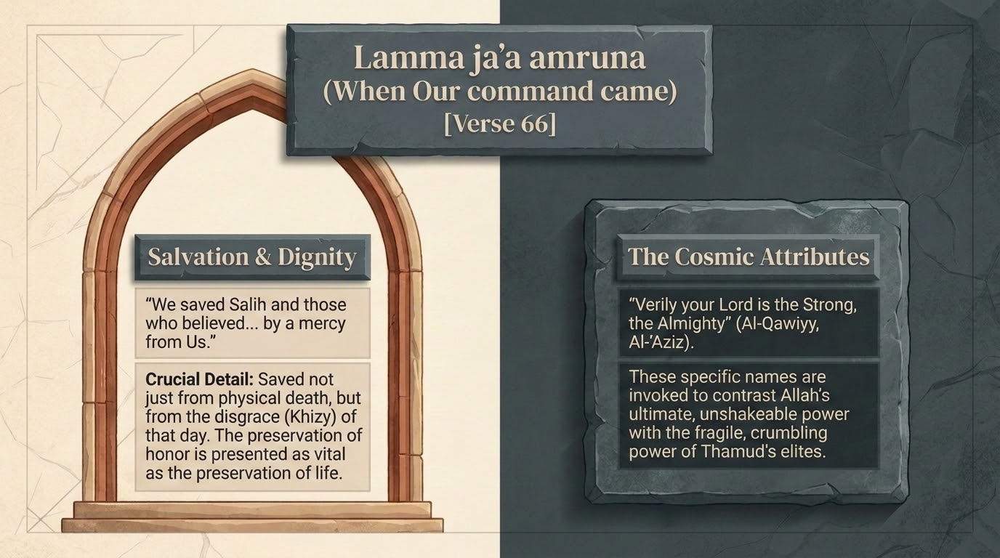 Lamma ja’a amruna
(When Our command came)
[Verse 66]
Salvation & Dignity
“We saved Salih and those
who believed... by a mercy
from Us.”
Crucial Detail: Saved not
just from physical death, but
from the disgrace (Khizy) of
that day. The preservation of
honor is presented as vital
as the preservation of life.
The Cosmic Attributes
“Verily your Lord is the Strong,
the Almighty” (Al-Qawiyy,
Al-’Aziz).
These specific names are
invoked to contrast Allah’s
ultimate, unshakeable power
with the fragile, crumbling
power of Thamud's elites.